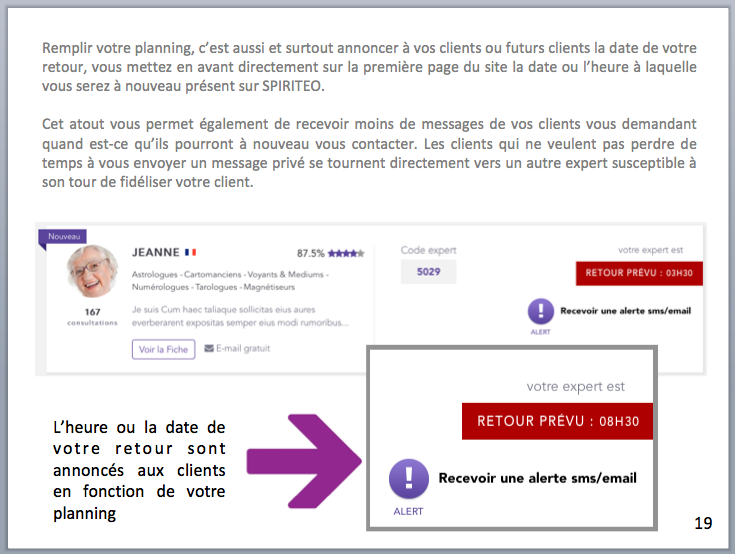 Remplir votre planning, c'est aussi et surtout annoncer à vos clients ou futurs clients la date de votre
retour, vous mettez en avant directement sur la première page du site la date ou l'heure à laquelle
vous serez à nouveau présent sur SPIRITEO.
Cet atout vous permet également de recevoir moins de messages de vos clients vous demandant
quand est-ce qu'ils pourront à nouveau vous contacter. Les clients qui ne veulent pas perdre de
temps à vous envoyer un message privé se tournent directement vers un autre expert susceptible à
son tour de fidéliser votre client.
Nouveau
JEANNE
87.5%
Astrologues - Cartomanciens - Voyants & Mediums -
Numérologues - Tarologues - Magnétiseurs
167
consultations
Je suis Cum haec taliaque sollicitas eius aures
everberarent expositas semper eius modi rumoribus...
Voir la Fiche
E-mail gratuit
Code expert
5029
votre expert est
RETOUR PRÉVU : 03H30
!
Recevoir une alerte sms/email
ALERT
L'heure ou la date de
votre retour sont
annoncés aux clients
en fonction de votre
planning
votre expert est
RETOUR PRÉVU : 08H30
!
Recevoir une alerte sms/email
ALERT
19